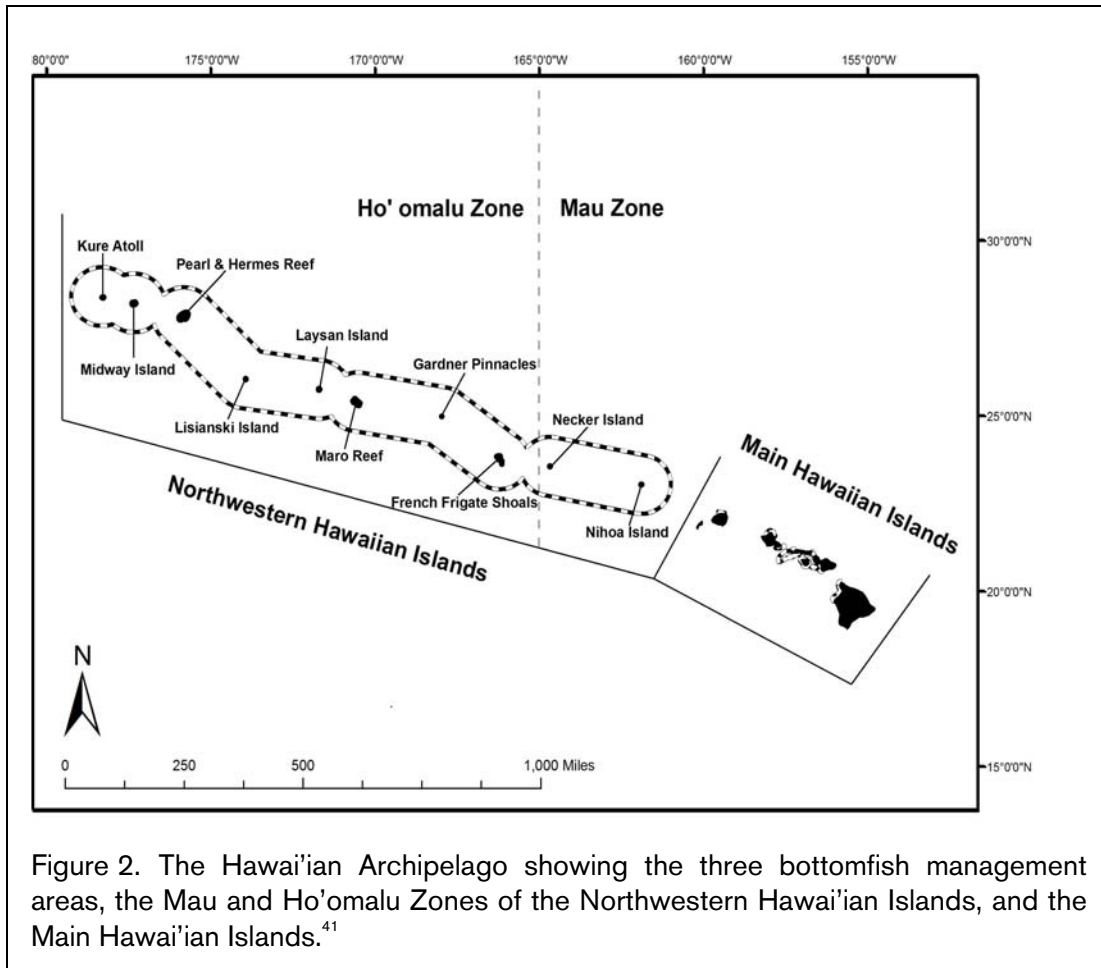 80°0'0"
175°0'0"W
170°0'0"W
165°0'0"W
160°0'0"W
155°0'0"W
Ho' omalu Zone
Mau Zone
30°0'0"N
Kure Atoll
Pearl & Hermes Reef
Laysan Island
Gardner Pinnacles
Midway Island
Necker Island
25°0'0"N
Lisianski Island
Maro Reef
French Frigate Shoals
Nihoa Island
Main Hawaiian Islands
Northwestern Hawaiian Islands
20°0'0"N
N
0
250
500
1,000 Miles
15°0'0"N
Figure 2. The Hawai'ian Archipelago showing the three bottomfish management
areas, the Mau and Ho'omalu Zones of the Northwestern Hawai'ian Islands, and the
Main Hawai'ian Islands.⁴¹